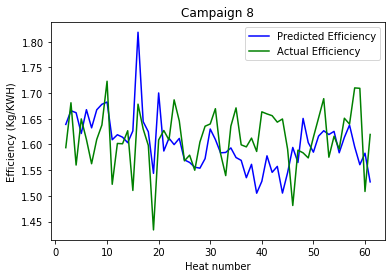 Campaign 8
Predicted Efficiency
Actual Efficiency
Efficiency (Kg/KWH)
1.80
1.75
1.70
1.65
1.60
1.55
1.50
1.45
0 10 20 30 40 50 60
Heat number